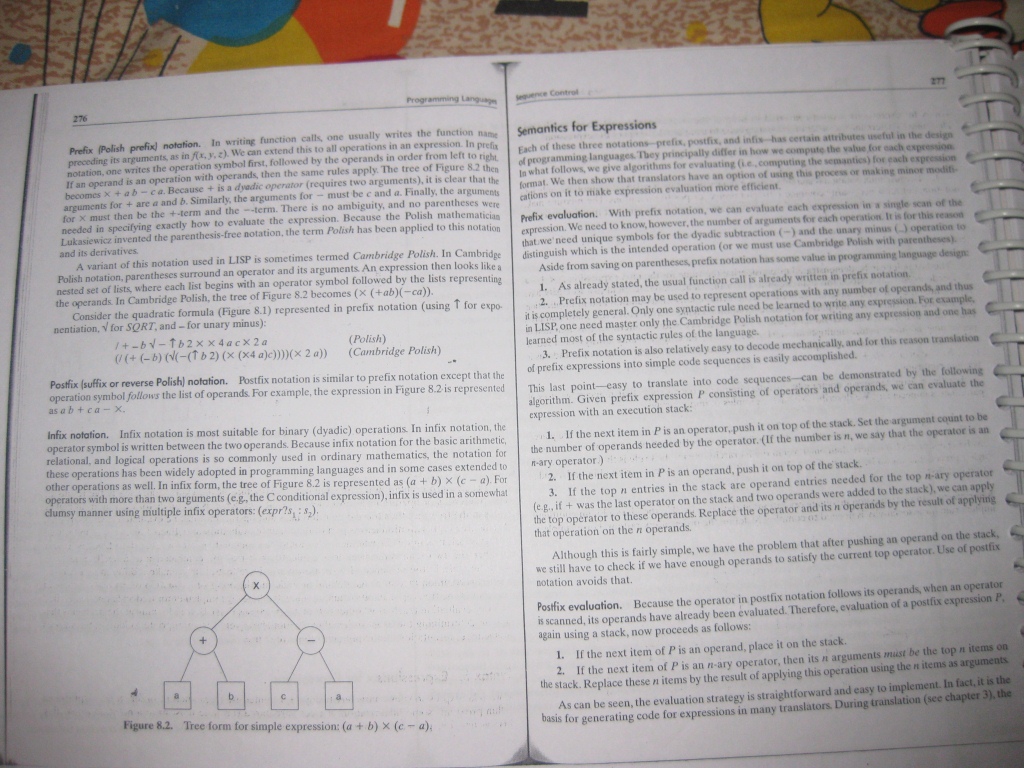 276
Programming Language
Prefix (Polish prefix) notation. In writing function calls, one usually writes the function name
preceding its arguments, as in f(x, y, z). We can extend this to all operations in an expression. In prefix
notation, one writes the operation symbol first, followed by the operands in order from left to right.
If an operand is an operation with operands, then the same rules apply. The tree of Figure 8.2 then
becomes × + a b − c a. Because + is a dyadic operator (requires two arguments), it is clear that the
arguments for + are a and b. Similarly, the arguments for − must be c and a. Finally, the arguments
for × must then be the +-term and the −-term. There is no ambiguity, and no parentheses were
needed in specifying exactly how to evaluate the expression. Because the Polish mathematician
Lukasiewicz invented the parenthesis-free notation, the term Polish has been applied to this notation
and its derivatives.
A variant of this notation used in LISP is sometimes termed Cambridge Polish. In Cambridge
Polish notation, parentheses surround an operator and its arguments. An expression then looks like a
nested set of lists, where each list begins with an operator symbol followed by the lists representing
the operands. In Cambridge Polish, the tree of Figure 8.2 becomes (× (+ab)(−ca)).
Consider the quadratic formula (Figure 8.1) represented in prefix notation (using ↑ for expo-
nentiation, √ for SQRT, and – for unary minus):
/ + – b √ − ↑ b 2 × × 4 a c × 2 a (Polish)
(/ (+ (–b) (√(−(↑ b 2) (× (×4 a)c))))(× 2 a)) (Cambridge Polish)
Postfix (suffix or reverse Polish) notation. Postfix notation is similar to prefix notation except that the
operation symbol follows the list of operands. For example, the expression in Figure 8.2 is represented
as a b + c a − ×.
Infix notation. Infix notation is most suitable for binary (dyadic) operations. In infix notation, the
operator symbol is written between the two operands. Because infix notation for the basic arithmetic,
relational, and logical operations is so commonly used in ordinary mathematics, the notation for
these operations has been widely adopted in programming languages and in some cases extended to
other operations as well. In infix form, the tree of Figure 8.2 is represented as (a + b) × (c − a). For
operators with more than two arguments (e.g., the C conditional expression), infix is used in a somewhat
clumsy manner using multiple infix operators: (expr?s₁ : s₂).
×
+ −
a b c a
Figure 8.2. Tree form for simple expression: (a + b) × (c − a).
Sequence Control
277
Semantics for Expressions
Each of these three notations—prefix, postfix, and infix—has certain attributes useful in the design
of programming languages. They principally differ in how we compute the value for each expression.
In what follows, we give algorithms for evaluating (i.e., computing the semantics) for each expression
format. We then show that translators have an option of using this process or making minor modifi-
cations on it to make expression evaluation more efficient.
Prefix evaluation. With prefix notation, we can evaluate each expression in a single scan of the
expression. We need to know, however, the number of arguments for each operation. It is for this reason
that we need unique symbols for the dyadic subtraction (−) and the unary minus (_) operation to
distinguish which is the intended operation (or we must use Cambridge Polish with parentheses).
Aside from saving on parentheses, prefix notation has some value in programming language design:
1. As already stated, the usual function call is already written in prefix notation.
2. Prefix notation may be used to represent operations with any number of operands, and thus
it is completely general. Only one syntactic rule need be learned to write any expression. For example,
in LISP, one need master only the Cambridge Polish notation for writing any expression and one has
learned most of the syntactic rules of the language.
3. Prefix notation is also relatively easy to decode mechanically, and for this reason translation
of prefix expressions into simple code sequences is easily accomplished.
This last point—easy to translate into code sequences—can be demonstrated by the following
algorithm. Given prefix expression P consisting of operators and operands, we can evaluate the
expression with an execution stack:
1. If the next item in P is an operator, push it on top of the stack. Set the argument count to be
the number of operands needed by the operator. (If the number is n, we say that the operator is an
n-ary operator.)
2. If the next item in P is an operand, push it on top of the stack.
3. If the top n entries in the stack are operand entries needed for the top n-ary operator
(e.g., if + was the last operator on the stack and two operands were added to the stack), we can apply
the top operator to these operands. Replace the operator and its n operands by the result of applying
that operation on the n operands.
Although this is fairly simple, we have the problem that after pushing an operand on the stack,
we still have to check if we have enough operands to satisfy the current top operator. Use of postfix
notation avoids that.
Postfix evaluation. Because the operator in postfix notation follows its operands, when an operator
is scanned, its operands have already been evaluated. Therefore, evaluation of a postfix expression P,
again using a stack, now proceeds as follows:
1. If the next item of P is an operand, place it on the stack.
2. If the next item of P is an n-ary operator, then its n arguments must be the top n items on
the stack. Replace these n items by the result of applying this operation using the n items as arguments.
As can be seen, the evaluation strategy is straightforward and easy to implement. In fact, it is the
basis for generating code for expressions in many translators. During translation (see chapter 3), the